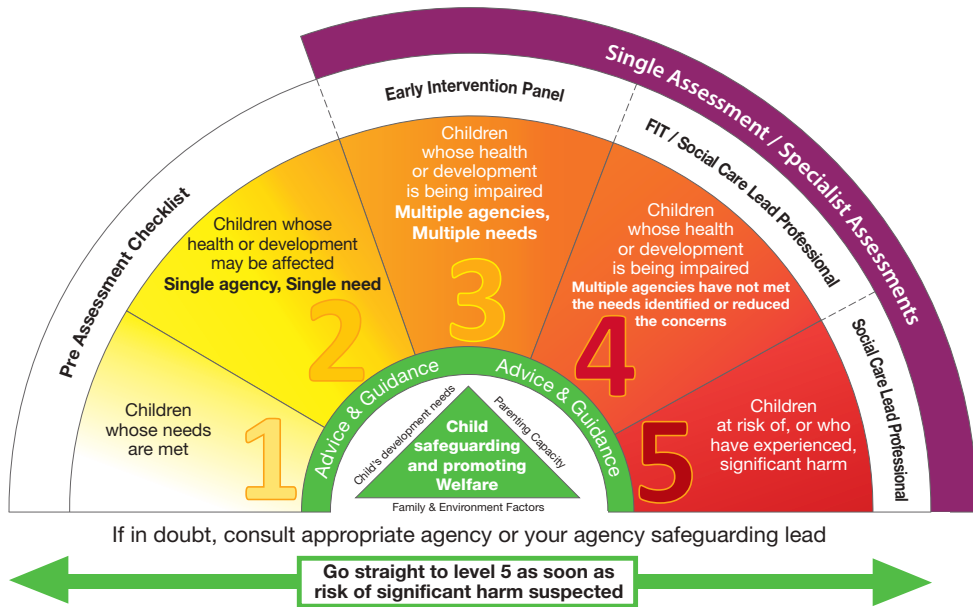 Single Assessment / Specialist Assessments
Pre Assessment Checklist
Early Intervention Panel
FIT / Social Care Lead Professional
Social Care Lead Professional
Children
whose needs
are met
1
Children whose
health or development
may be affected
Single agency, Single need
2
Children
whose health
or development
is being impaired
Multiple agencies,
Multiple needs
3
Children
whose health
or development
is being impaired
Multiple agencies have not met
the needs identified or reduced
the concerns
4
Children
at risk of, or who
have experienced,
significant harm
5
Advice & Guidance
Advice & Guidance
Child's development needs
Parenting Capacity
Child
safeguarding
and promoting
Welfare
Family & Environment Factors
If in doubt, consult appropriate agency or your agency safeguarding lead
Go straight to level 5 as soon as
risk of significant harm suspected